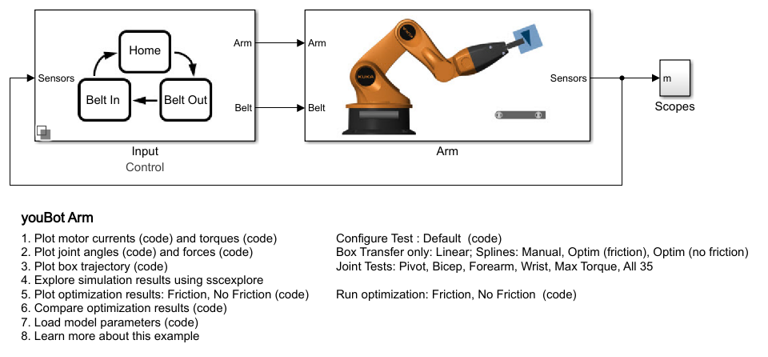 Home
Belt In
Belt Out
Sensors
Arm
Belt
Input
Control
Arm
Belt
KUKA
Sensors
Arm
m
Scopes
youBot Arm
1. Plot motor currents (code) and torques (code)
2. Plot joint angles (code) and forces (code)
3. Plot box trajectory (code)
4. Explore simulation results using sscexplore
5. Plot optimization results: Friction, No Friction (code)
6. Compare optimization results (code)
7. Load model parameters (code)
8. Learn more about this example
Configure Test : Default (code)
Box Transfer only: Linear; Splines: Manual, Optim (friction), Optim (no friction)
Joint Tests: Pivot, Bicep, Forearm, Wrist, Max Torque, All 35
Run optimization: Friction, No Friction (code)